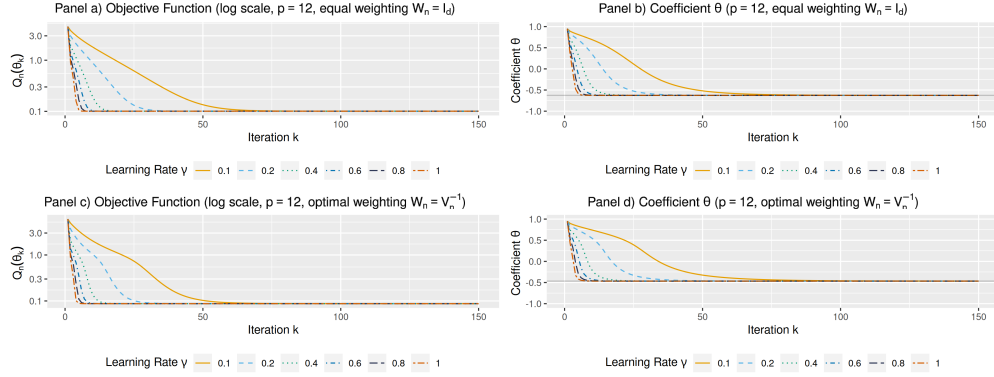 Panel a) Objective Function (log scale, p = 12, equal weighting Wn = Id)
Qn(θk)
3.0
1.0
0.3
0.1
0
50
100
150
Iteration k
Learning Rate γ 0.1 0.2 0.4 0.6 0.8 1
Panel b) Coefficient θ (p = 12, equal weighting Wn = Id)
Coefficient θ
1.0
0.5
0.0
-0.5
-1.0
0
50
100
150
Iteration k
Learning Rate γ 0.1 0.2 0.4 0.6 0.8 1
Panel c) Objective Function (log scale, p = 12, optimal weighting Wn = Vn⁻¹)
Qn(θk)
3.0
1.0
0.3
0.1
0
50
100
150
Iteration k
Learning Rate γ 0.1 0.2 0.4 0.6 0.8 1
Panel d) Coefficient θ (p = 12, optimal weighting Wn = Vn⁻¹)
Coefficient θ
1.0
0.5
0.0
-0.5
-1.0
0
50
100
150
Iteration k
Learning Rate γ 0.1 0.2 0.4 0.6 0.8 1